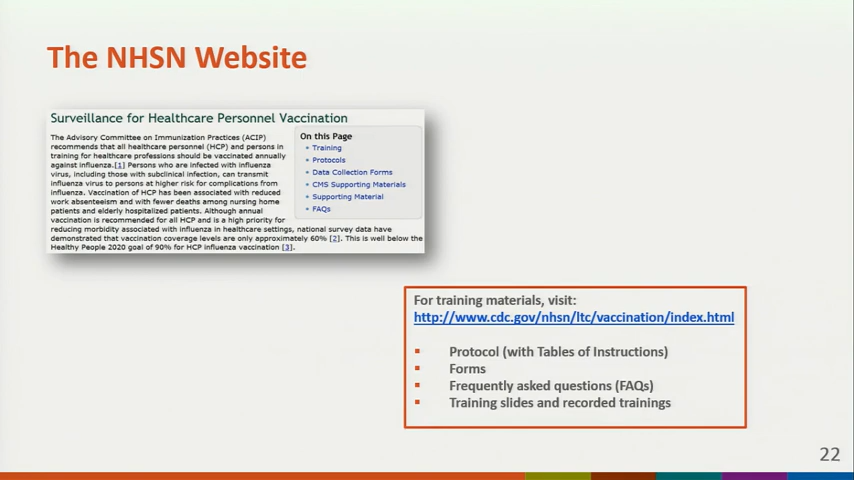 The NHSN Website
Surveillance for Healthcare Personnel Vaccination
The Advisory Committee on Immunization Practices (ACIP)
recommends that all healthcare personnel (HCP) and persons in
training for healthcare professions should be vaccinated annually
against influenza.[1] Persons who are infected with influenza
virus, including those with subclinical infection, can transmit
influenza virus to persons at higher risk for complications from
influenza. Vaccination of HCP has been associated with reduced
work absenteeism and with fewer deaths among nursing home
patients and elderly hospitalized patients. Although annual
vaccination is recommended for all HCP and is a high priority for
reducing morbidity associated with influenza in healthcare settings, national survey data have
demonstrated that vaccination coverage levels are only approximately 60% [2]. This is well below the
Healthy People 2020 goal of 90% for HCP influenza vaccination [3].
On this Page
Training
Protocols
Data Collection Forms
CMS Supporting Materials
Supporting Material
FAQs
For training materials, visit:
http://www.cdc.gov/nhsn/ltc/vaccination/index.html
Protocol (with Tables of Instructions)
Forms
Frequently asked questions (FAQs)
Training slides and recorded trainings
22